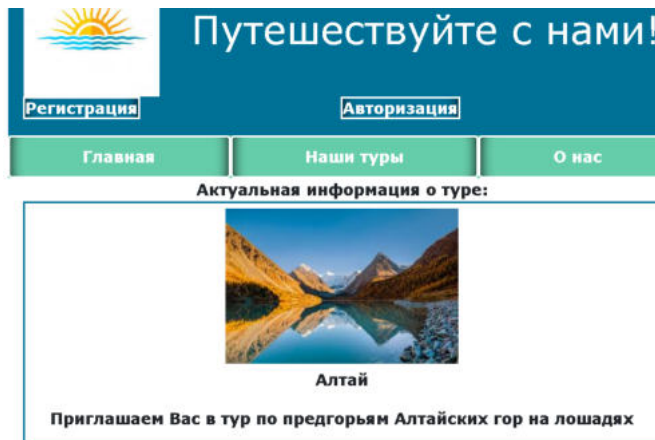 Путешествуйте с нами!
Регистрация Авторизация
Главная Наши туры О нас
Актуальная информация о туре:
Алтай
Приглашаем Вас в тур по предгорьям Алтайских гор на лошадях